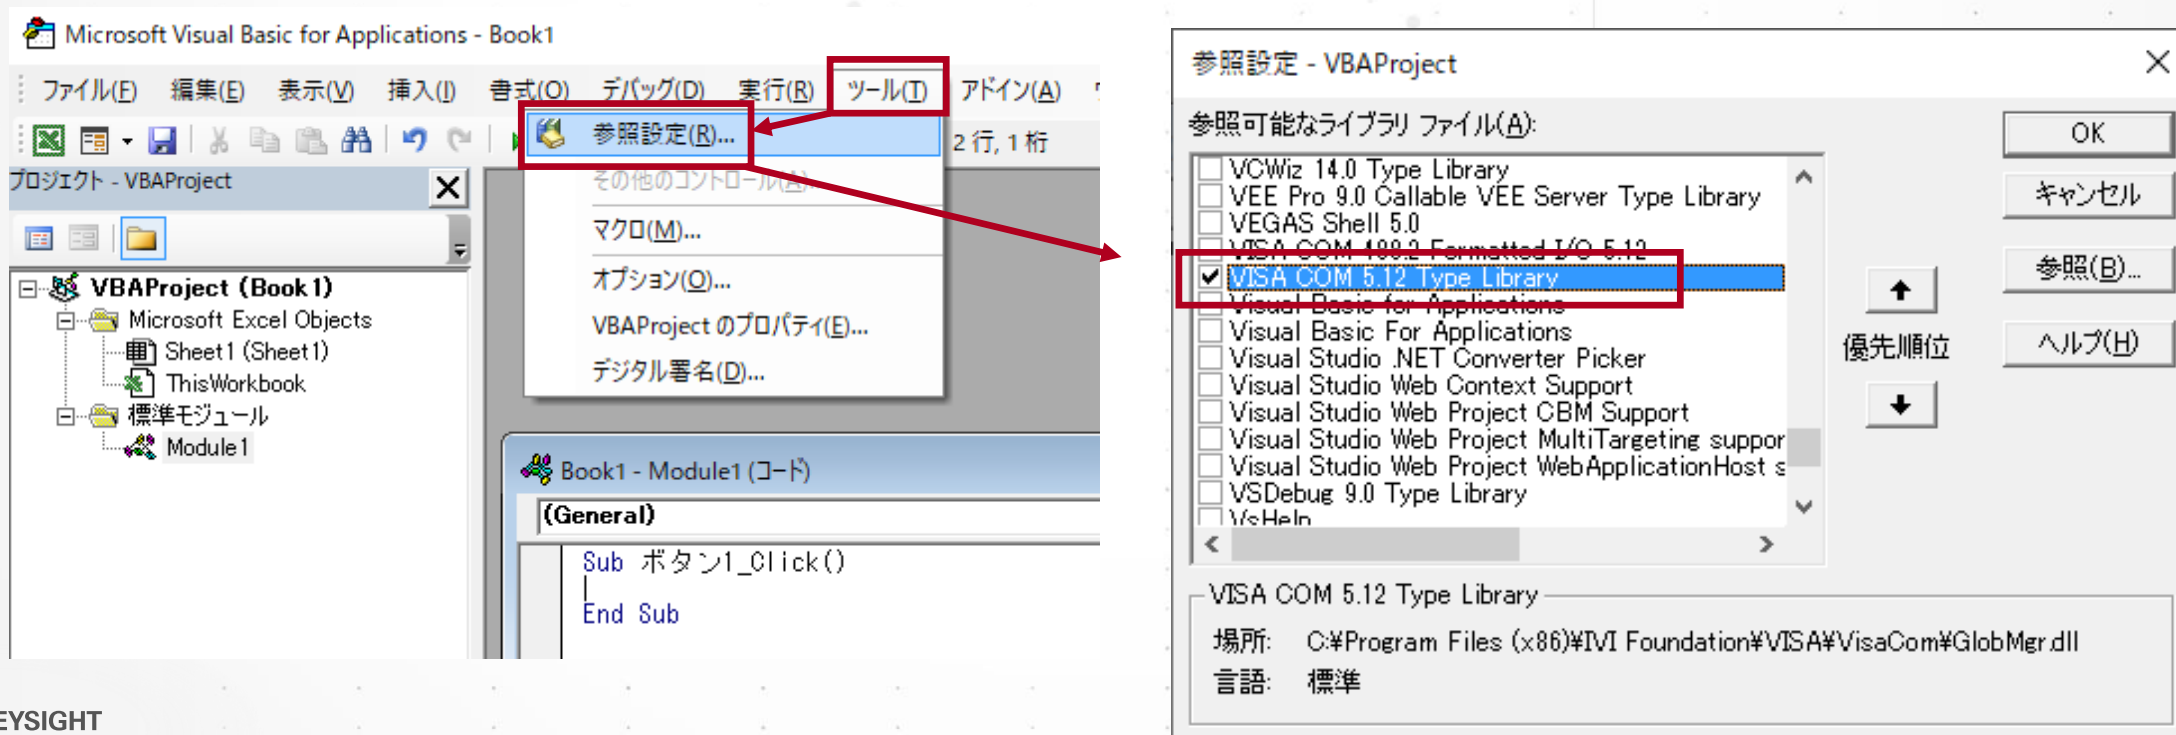 Microsoft Visual Basic for Applications - Book1
ファイル(F) 編集(E) 表示(V) 挿入(I) 書式(O) デバッグ(D) 実行(R) ツール(T) アドイン(A)
2 行, 1 桁
参照設定(R)...
その他のコントロール(A)...
マクロ(M)...
オプション(O)...
VBAProject のプロパティ(E)...
デジタル署名(D)...
プロジェクト - VBAProject
VBAProject (Book1)
Microsoft Excel Objects
Sheet1 (Sheet1)
ThisWorkbook
標準モジュール
Module1
Book1 - Module1 (コード)
(General)
Sub ボタン1_Click()
End Sub
EYSIGHT
参照設定 - VBAProject
参照可能なライブラリ ファイル(A):
VCWiz 14.0 Type Library
VEE Pro 9.0 Callable VEE Server Type Library
VEGAS Shell 5.0
VISA COM 488.2 Formatted I/O 5.12
VISA COM 5.12 Type Library
Visual Basic for Applications
Visual Basic For Applications
Visual Studio .NET Converter Picker
Visual Studio Web Context Support
Visual Studio Web Project CBM Support
Visual Studio Web Project MultiTargeting suppor
Visual Studio Web Project WebApplicationHost s
VSDebug 9.0 Type Library
VsHelp
OK
キャンセル
参照(B)...
優先順位
ヘルプ(H)
VISA COM 5.12 Type Library
場所: C:¥Program Files (x86)¥IVI Foundation¥VISA¥VisaCom¥GlobMgr.dll
言語: 標準